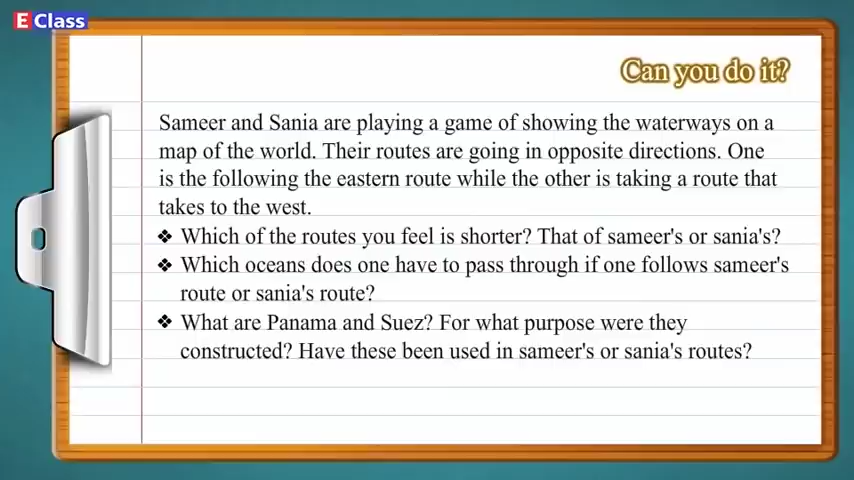 E Class
Can you do it?
Sameer and Sania are playing a game of showing the waterways on a
map of the world. Their routes are going in opposite directions. One
is the following the eastern route while the other is taking a route that
takes to the west.
❖ Which of the routes you feel is shorter? That of sameer's or sania's?
❖ Which oceans does one have to pass through if one follows sameer's
route or sania's route?
❖ What are Panama and Suez? For what purpose were they
constructed? Have these been used in sameer's or sania's routes?